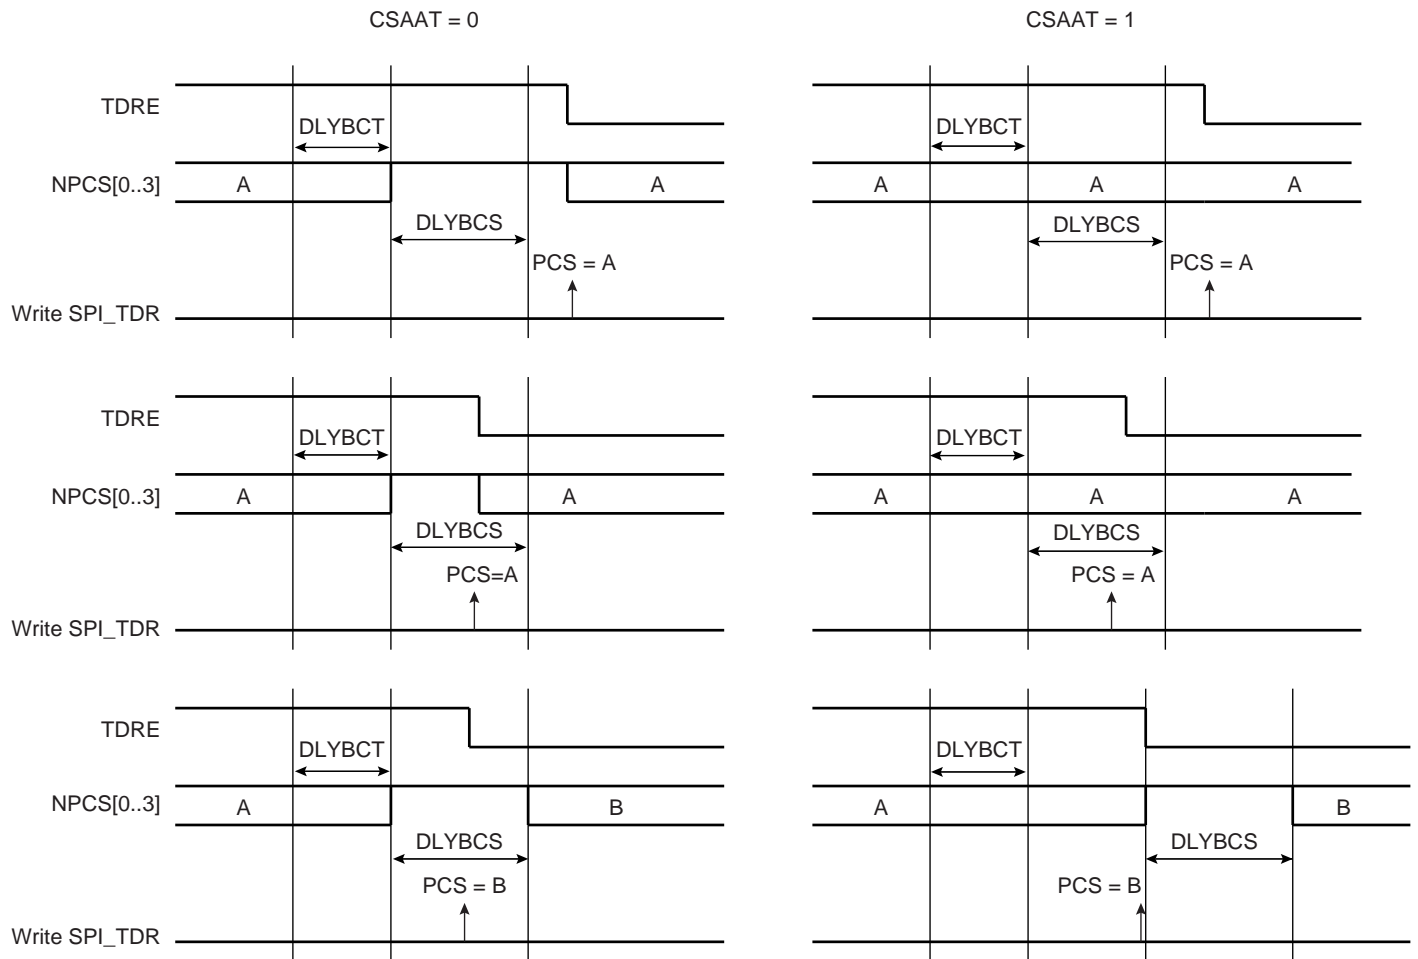 CSAAT = 0 CSAAT = 1
TDRE
DLYBCT DLYBCT
NPCS[0..3] A A A A A
DLYBCS DLYBCS
PCS = A PCS = A
Write SPI_TDR
TDRE
DLYBCT DLYBCT
NPCS[0..3] A A A A A
DLYBCS DLYBCS
PCS=A PCS = A
Write SPI_TDR
TDRE
DLYBCT DLYBCT
NPCS[0..3] A B A B
DLYBCS DLYBCS
PCS = B PCS = B
Write SPI_TDR